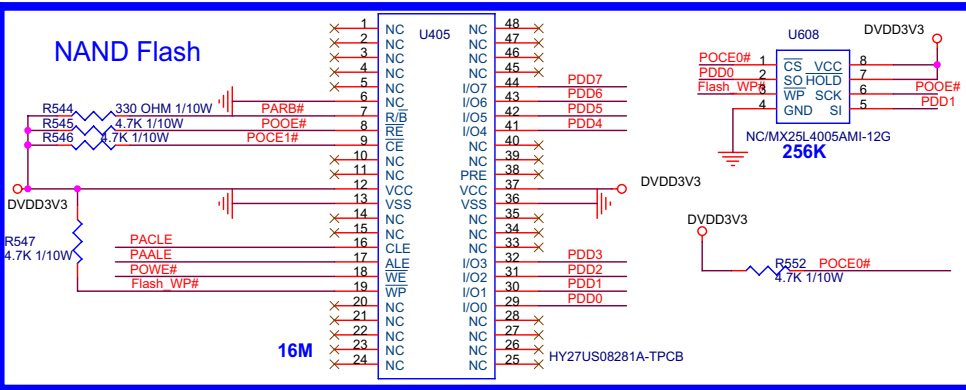 NAND Flash
U405
1 NC NC 48
2 NC NC 47
3 NC NC 46
4 NC NC 45
5 NC I/O7 44 PDD7
6 NC I/O6 43 PDD6
R544 330 OHM 1/10W PARB# 7 R/B I/O5 42 PDD5
R545 4.7K 1/10W POOE# 8 RE I/O4 41 PDD4
R546 4.7K 1/10W POCE1# 9 CE NC 40
10 NC NC 39
11 NC PRE 38
12 VCC VCC 37 DVDD3V3
DVDD3V3 13 VSS VSS 36
14 NC NC 35
15 NC NC 34
PACLE 16 CLE NC 33
PAALE 17 ALE I/O3 32 PDD3
POWE# 18 WE I/O2 31 PDD2
Flash_WP# 19 WP I/O1 30 PDD1
20 NC I/O0 29 PDD0
21 NC NC 28
22 NC NC 27
23 NC NC 26
24 NC NC 25
R547
4.7K 1/10W
16M
HY27US08281A-TPCB
U608
DVDD3V3
POCE0# 1 CS VCC 8
PDD0 2 SO HOLD 7
Flash_WP# 3 WP SCK 6 POOE#
4 GND SI 5 PDD1
NC/MX25L4005AMI-12G
256K
DVDD3V3
R552 POCE0#
4.7K 1/10W